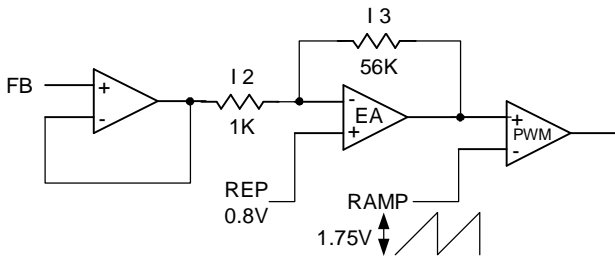 I 3
56K
FB
+
-
I 2
1K
-
EA
+
+
PWM
-
REP
0.8V
RAMP
1.75V